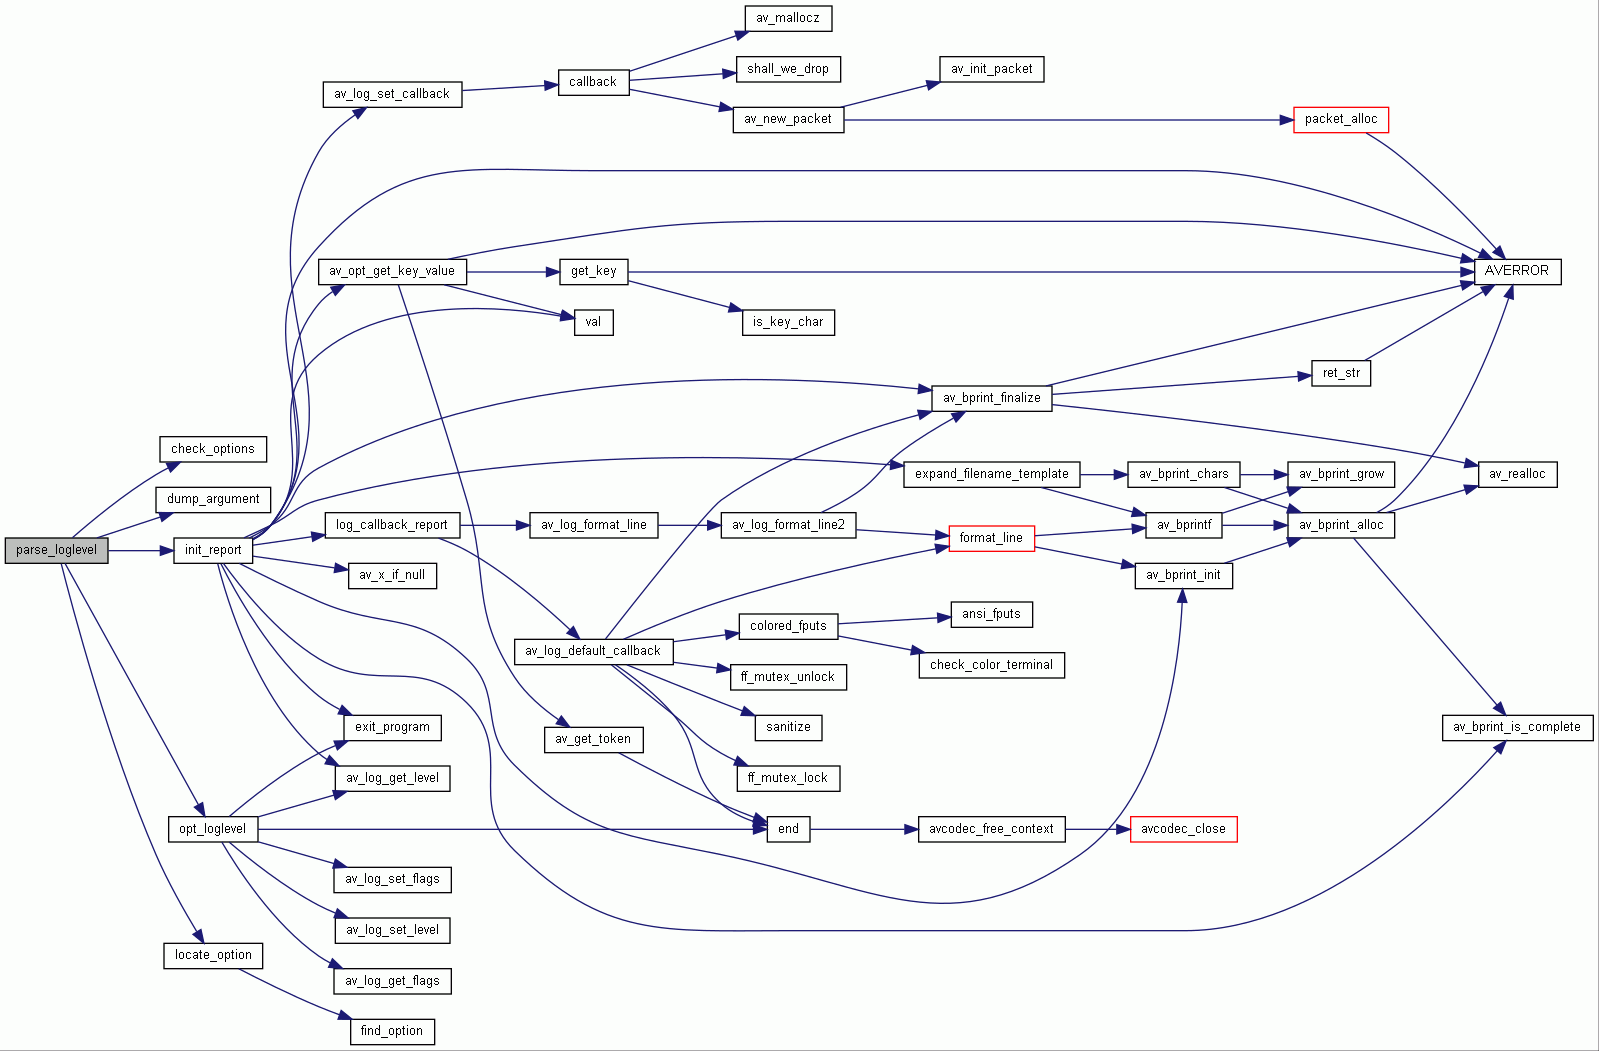 av_mallocz
shall_we_drop
av_init_packet
callback
av_log_set_callback
av_new_packet
packet_alloc
av_opt_get_key_value
get_key
AVERROR
val
is_key_char
ret_str
av_bprint_finalize
check_options
expand_filename_template
av_bprint_chars
av_bprint_grow
av_realloc
dump_argument
log_callback_report
av_log_format_line
av_log_format_line2
av_bprintf
av_bprint_alloc
format_line
parse_loglevel
init_report
av_x_if_null
av_bprint_init
ansi_fputs
colored_fputs
av_log_default_callback
check_color_terminal
ff_mutex_unlock
exit_program
av_get_token
sanitize
av_bprint_is_complete
av_log_get_level
ff_mutex_lock
opt_loglevel
end
avcodec_free_context
avcodec_close
av_log_set_flags
av_log_set_level
locate_option
av_log_get_flags
find_option